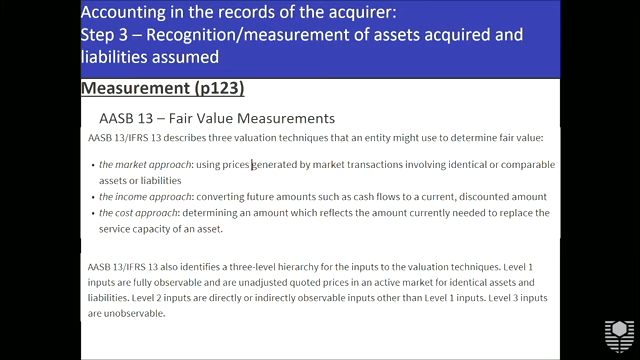 Accounting in the records of the acquirer:
Step 3 – Recognition/measurement of assets acquired and
liabilities assumed
Measurement (p123)
AASB 13 – Fair Value Measurements
AASB 13/IFRS 13 describes three valuation techniques that an entity might use to determine fair value:
• the market approach: using prices generated by market transactions involving identical or comparable
assets or liabilities
• the income approach: converting future amounts such as cash flows to a current, discounted amount
• the cost approach: determining an amount which reflects the amount currently needed to replace the
service capacity of an asset.
AASB 13/IFRS 13 also identifies a three-level hierarchy for the inputs to the valuation techniques. Level 1
inputs are fully observable and are unadjusted quoted prices in an active market for identical assets and
liabilities. Level 2 inputs are directly or indirectly observable inputs other than Level 1 inputs. Level 3 inputs
are unobservable.